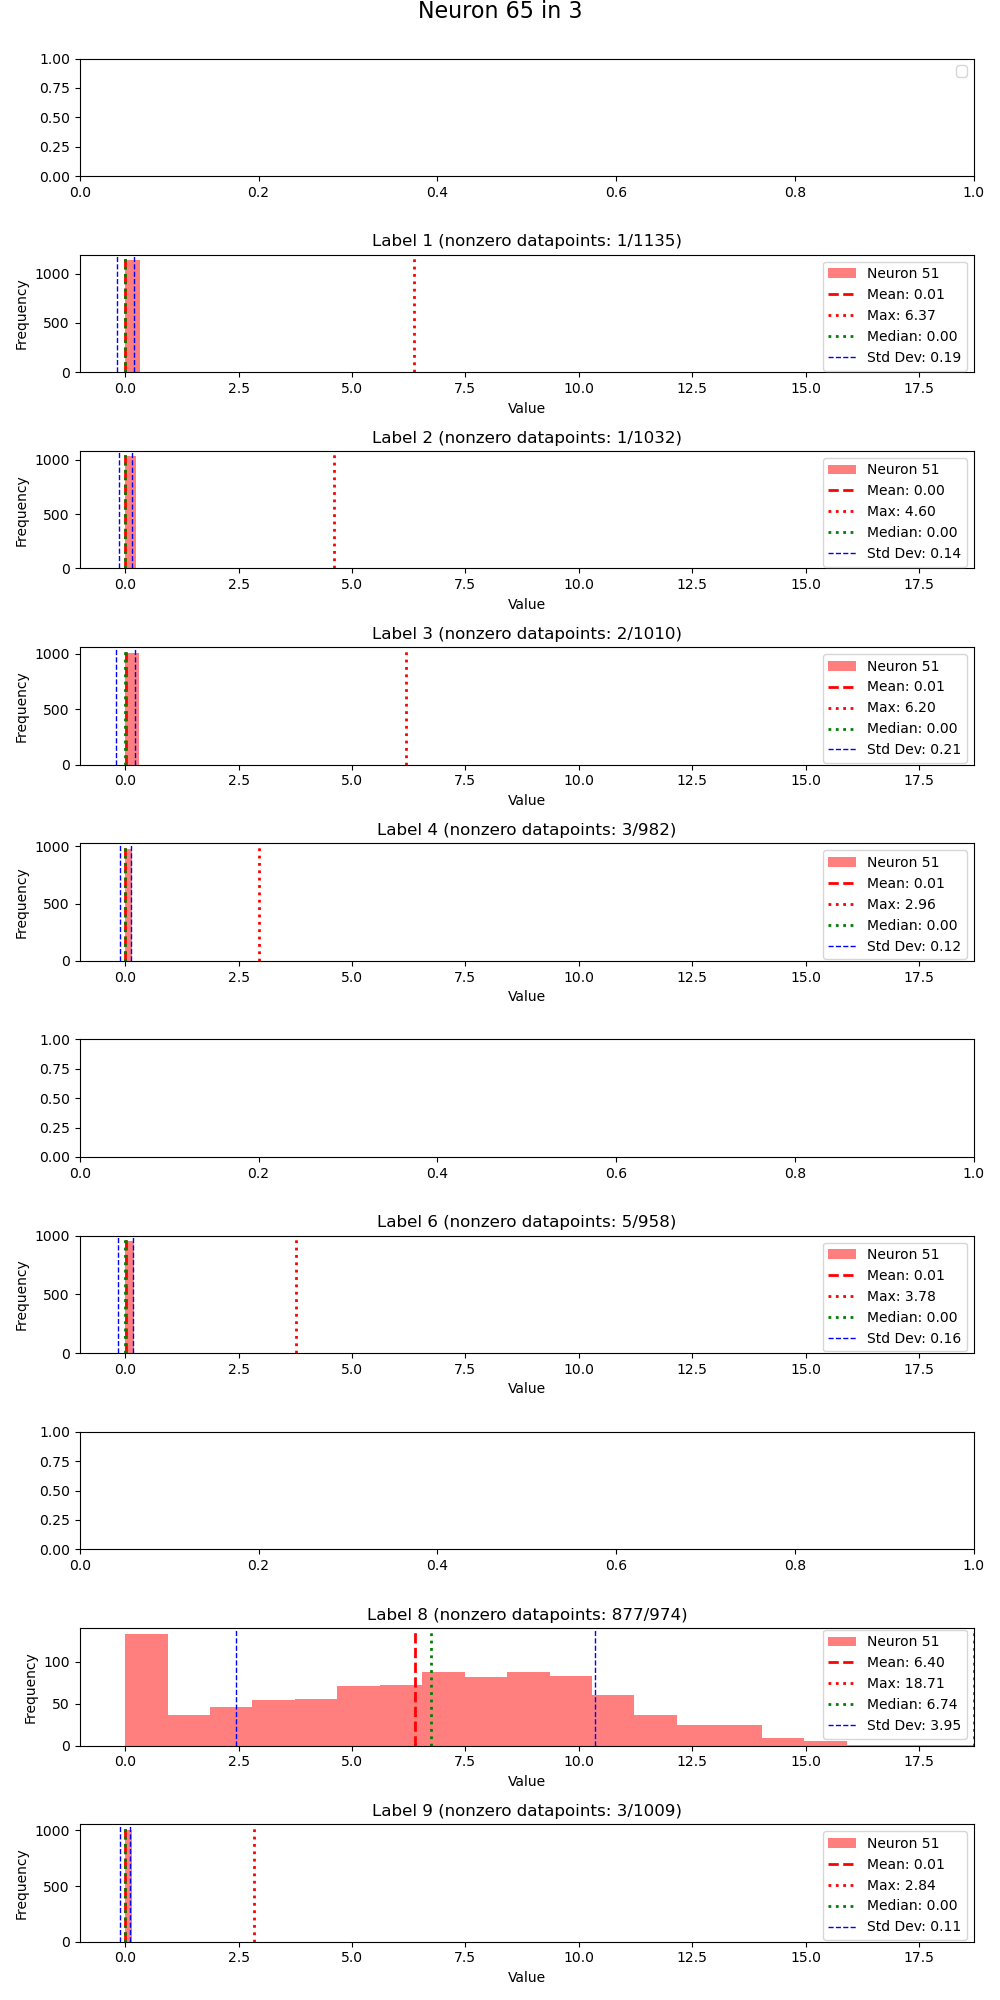 Neuron 65 in 3
1.00
0.75
0.50
0.25
0.00
0.0 0.2 0.4 0.6 0.8 1.0
Label 1 (nonzero datapoints: 1/1135)
Frequency
1000
500
0
Neuron 51
Mean: 0.01
Max: 6.37
Median: 0.00
Std Dev: 0.19
0.0 2.5 5.0 7.5 10.0 12.5 15.0 17.5
Value
Label 2 (nonzero datapoints: 1/1032)
Frequency
1000
500
0
Neuron 51
Mean: 0.00
Max: 4.60
Median: 0.00
Std Dev: 0.14
0.0 2.5 5.0 7.5 10.0 12.5 15.0 17.5
Value
Label 3 (nonzero datapoints: 2/1010)
Frequency
1000
500
0
Neuron 51
Mean: 0.01
Max: 6.20
Median: 0.00
Std Dev: 0.21
0.0 2.5 5.0 7.5 10.0 12.5 15.0 17.5
Value
Label 4 (nonzero datapoints: 3/982)
Frequency
1000
500
0
Neuron 51
Mean: 0.01
Max: 2.96
Median: 0.00
Std Dev: 0.12
0.0 2.5 5.0 7.5 10.0 12.5 15.0 17.5
Value
1.00
0.75
0.50
0.25
0.00
0.0 0.2 0.4 0.6 0.8 1.0
Label 6 (nonzero datapoints: 5/958)
Frequency
1000
500
0
Neuron 51
Mean: 0.01
Max: 3.78
Median: 0.00
Std Dev: 0.16
0.0 2.5 5.0 7.5 10.0 12.5 15.0 17.5
Value
1.00
0.75
0.50
0.25
0.00
0.0 0.2 0.4 0.6 0.8 1.0
Label 8 (nonzero datapoints: 877/974)
Frequency
100
50
0
Neuron 51
Mean: 6.40
Max: 18.71
Median: 6.74
Std Dev: 3.95
0.0 2.5 5.0 7.5 10.0 12.5 15.0 17.5
Value
Label 9 (nonzero datapoints: 3/1009)
Frequency
1000
500
0
Neuron 51
Mean: 0.01
Max: 2.84
Median: 0.00
Std Dev: 0.11
0.0 2.5 5.0 7.5 10.0 12.5 15.0 17.5
Value